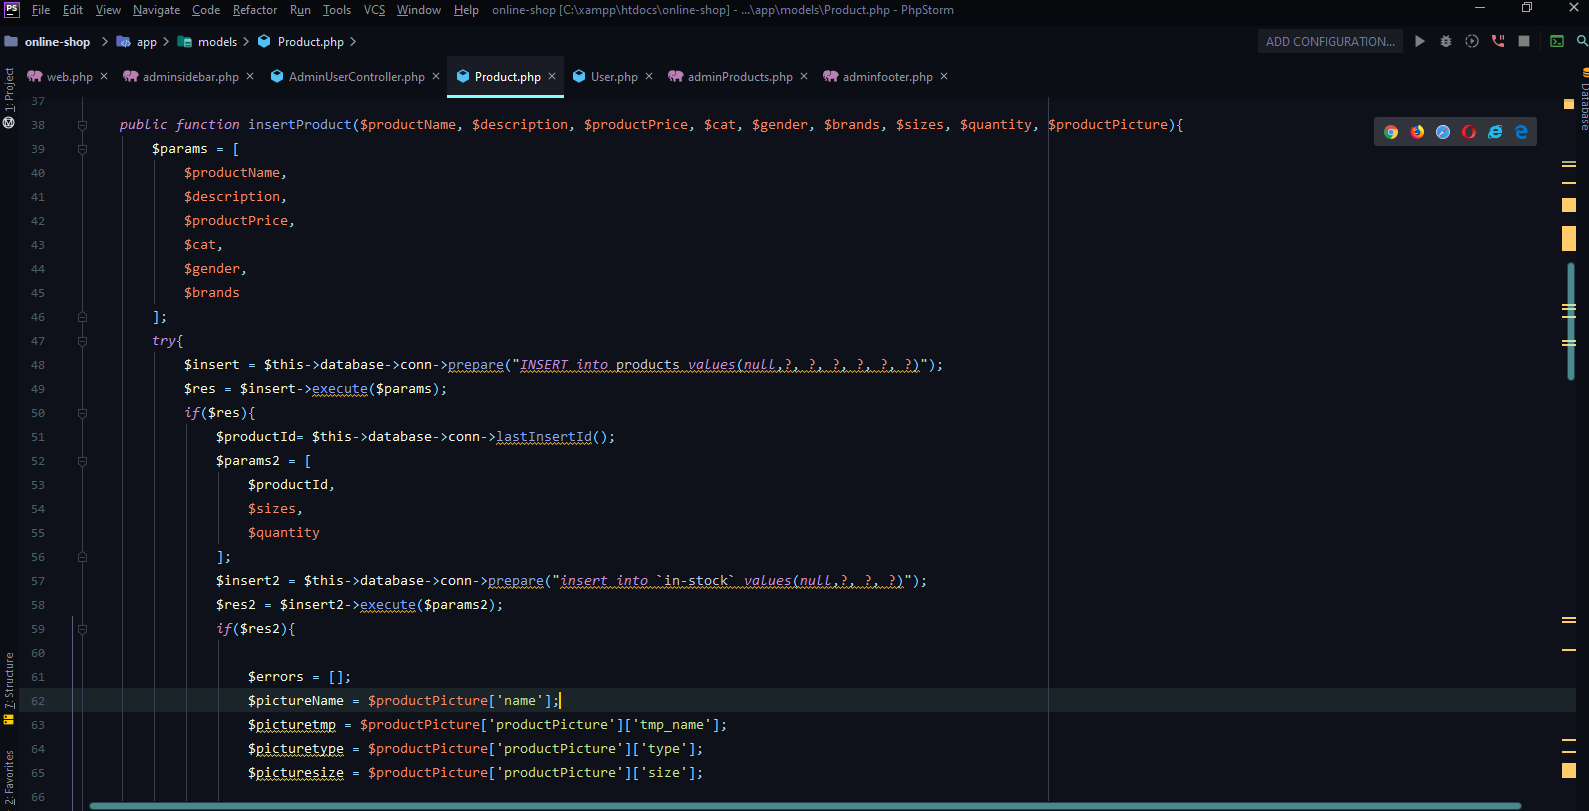 PS File Edit View Navigate Code Refactor Run Tools VCS Window Help online-shop [C:\xampp\htdocs\online-shop] - ...\app\models\Product.php - PhpStorm
online-shop app models Product.php ADD CONFIGURATION...
web.php adminsidebar.php AdminUserController.php Product.php User.php adminProducts.php adminfooter.php
1: Project
Database
7: Structure
2: Favorites
37
38 public function insertProduct($productName, $description, $productPrice, $cat, $gender, $brands, $sizes, $quantity, $productPicture){
39 $params = [
40 $productName,
41 $description,
42 $productPrice,
43 $cat,
44 $gender,
45 $brands
46 ];
47 try{
48 $insert = $this->database->conn->prepare("INSERT into products values(null,?, ?, ?, ?, ?, ?)");
49 $res = $insert->execute($params);
50 if($res){
51 $productId= $this->database->conn->lastInsertId();
52 $params2 = [
53 $productId,
54 $sizes,
55 $quantity
56 ];
57 $insert2 = $this->database->conn->prepare("insert into `in-stock` values(null,?, ?, ?)");
58 $res2 = $insert2->execute($params2);
59 if($res2){
60
61 $errors = [];
62 $pictureName = $productPicture['name'];
63 $picturetmp = $productPicture['productPicture']['tmp_name'];
64 $picturetype = $productPicture['productPicture']['type'];
65 $picturesize = $productPicture['productPicture']['size'];
66